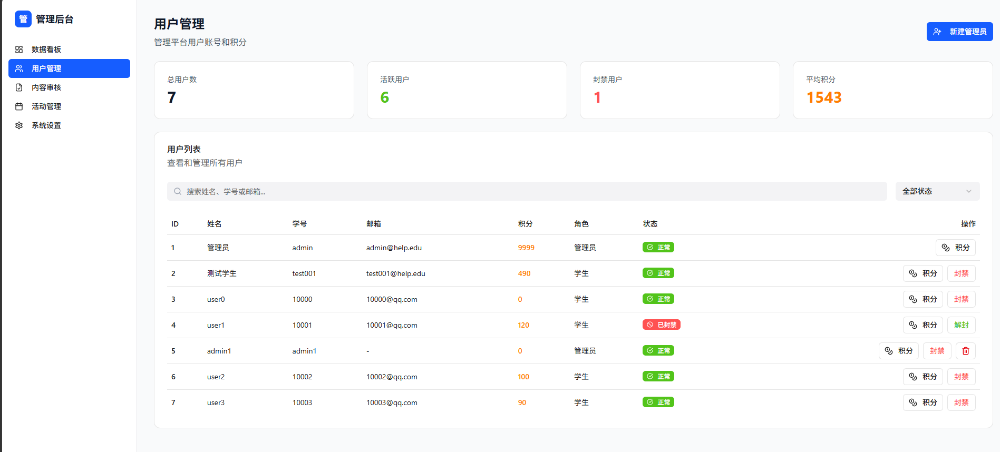 管 管理后台
数据看板
用户管理
内容审核
活动管理
系统设置
用户管理
管理平台用户账号和积分
新建管理员
总用户数
7
活跃用户
6
封禁用户
1
平均积分
1543
用户列表
查看和管理所有用户
搜索姓名、学号或邮箱...
全部状态
ID 姓名 学号 邮箱 积分 角色 状态 操作
1 管理员 admin admin@help.edu 9999 管理员 正常 积分
2 测试学生 test001 test001@help.edu 490 学生 正常 积分 封禁
3 user0 10000 10000@qq.com 0 学生 正常 积分 封禁
4 user1 10001 10001@qq.com 120 学生 已封禁 积分 解封
5 admin1 admin1 - 0 管理员 正常 积分 封禁
6 user2 10002 10002@qq.com 100 学生 正常 积分 封禁
7 user3 10003 10003@qq.com 90 学生 正常 积分 封禁